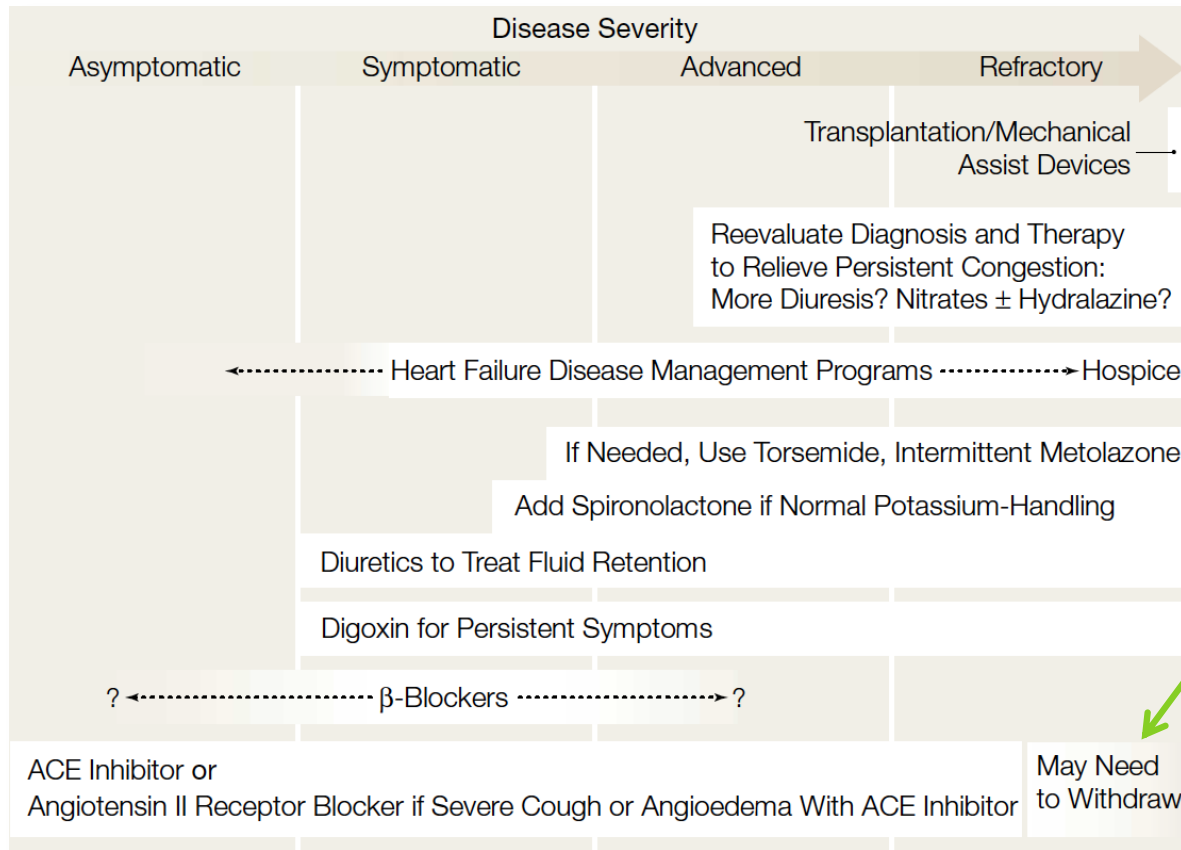 Disease Severity
Asymptomatic Symptomatic Advanced Refractory
Transplantation/Mechanical
Assist Devices
Reevaluate Diagnosis and Therapy
to Relieve Persistent Congestion:
More Diuresis? Nitrates ± Hydralazine?
Heart Failure Disease Management Programs Hospice
If Needed, Use Torsemide, Intermittent Metolazone
Add Spironolactone if Normal Potassium-Handling
Diuretics to Treat Fluid Retention
Digoxin for Persistent Symptoms
? β-Blockers ?
ACE Inhibitor or
Angiotensin II Receptor Blocker if Severe Cough or Angioedema With ACE Inhibitor
May Need
to Withdraw